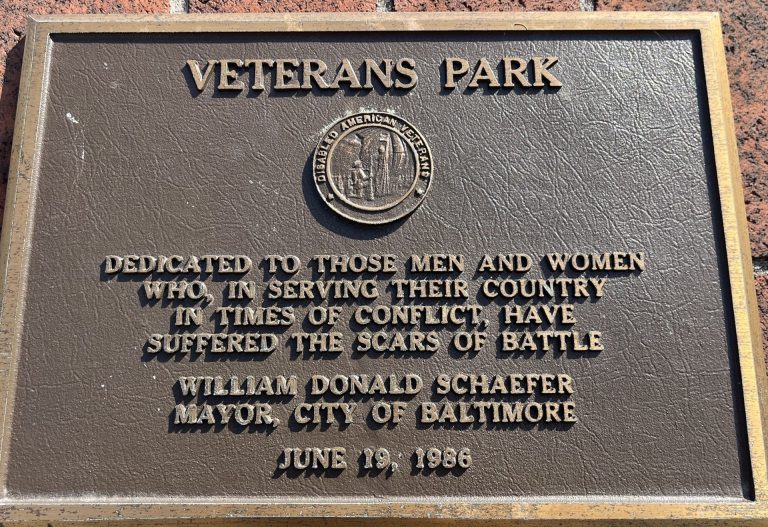 VETERANS PARK
DISABLED AMERICAN VETERANS
DEDICATED TO THOSE MEN AND WOMEN
WHO, IN SERVING THEIR COUNTRY
IN TIMES OF CONFLICT, HAVE
SUFFERED THE SCARS OF BATTLE
WILLIAM DONALD SCHAEFER
MAYOR, CITY OF BALTIMORE
JUNE 19, 1986